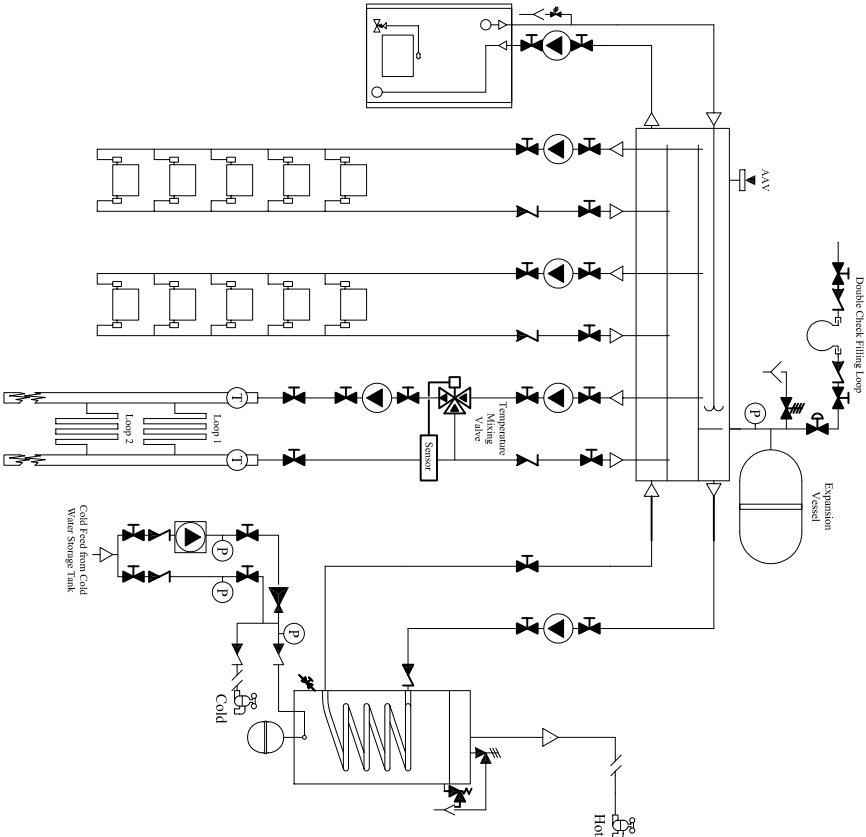 AAV
Double Check Filling Loop
P
Expansion
Vessel
Temperature
Mixing
Valve
Sensor
T
T
Loop 1
Loop 2
Cold Feed from Cold
Water Storage Tank
P
P
P
Cold
Hot